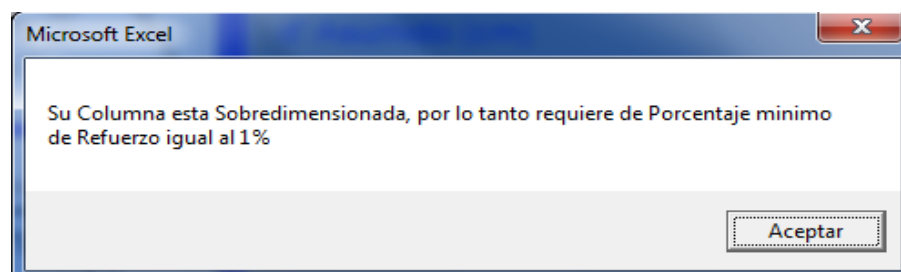 Microsoft Excel
Su Columna esta Sobredimensionada, por lo tanto requiere de Porcentaje minimo
de Refuerzo igual al 1%
Aceptar